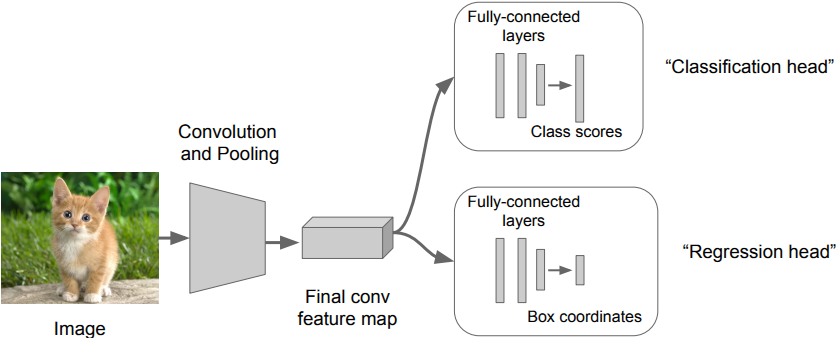 Fully-connected
layers
Class scores
“Classification head”
Convolution
and Pooling
Image
Final conv
feature map
Fully-connected
layers
Box coordinates
“Regression head”